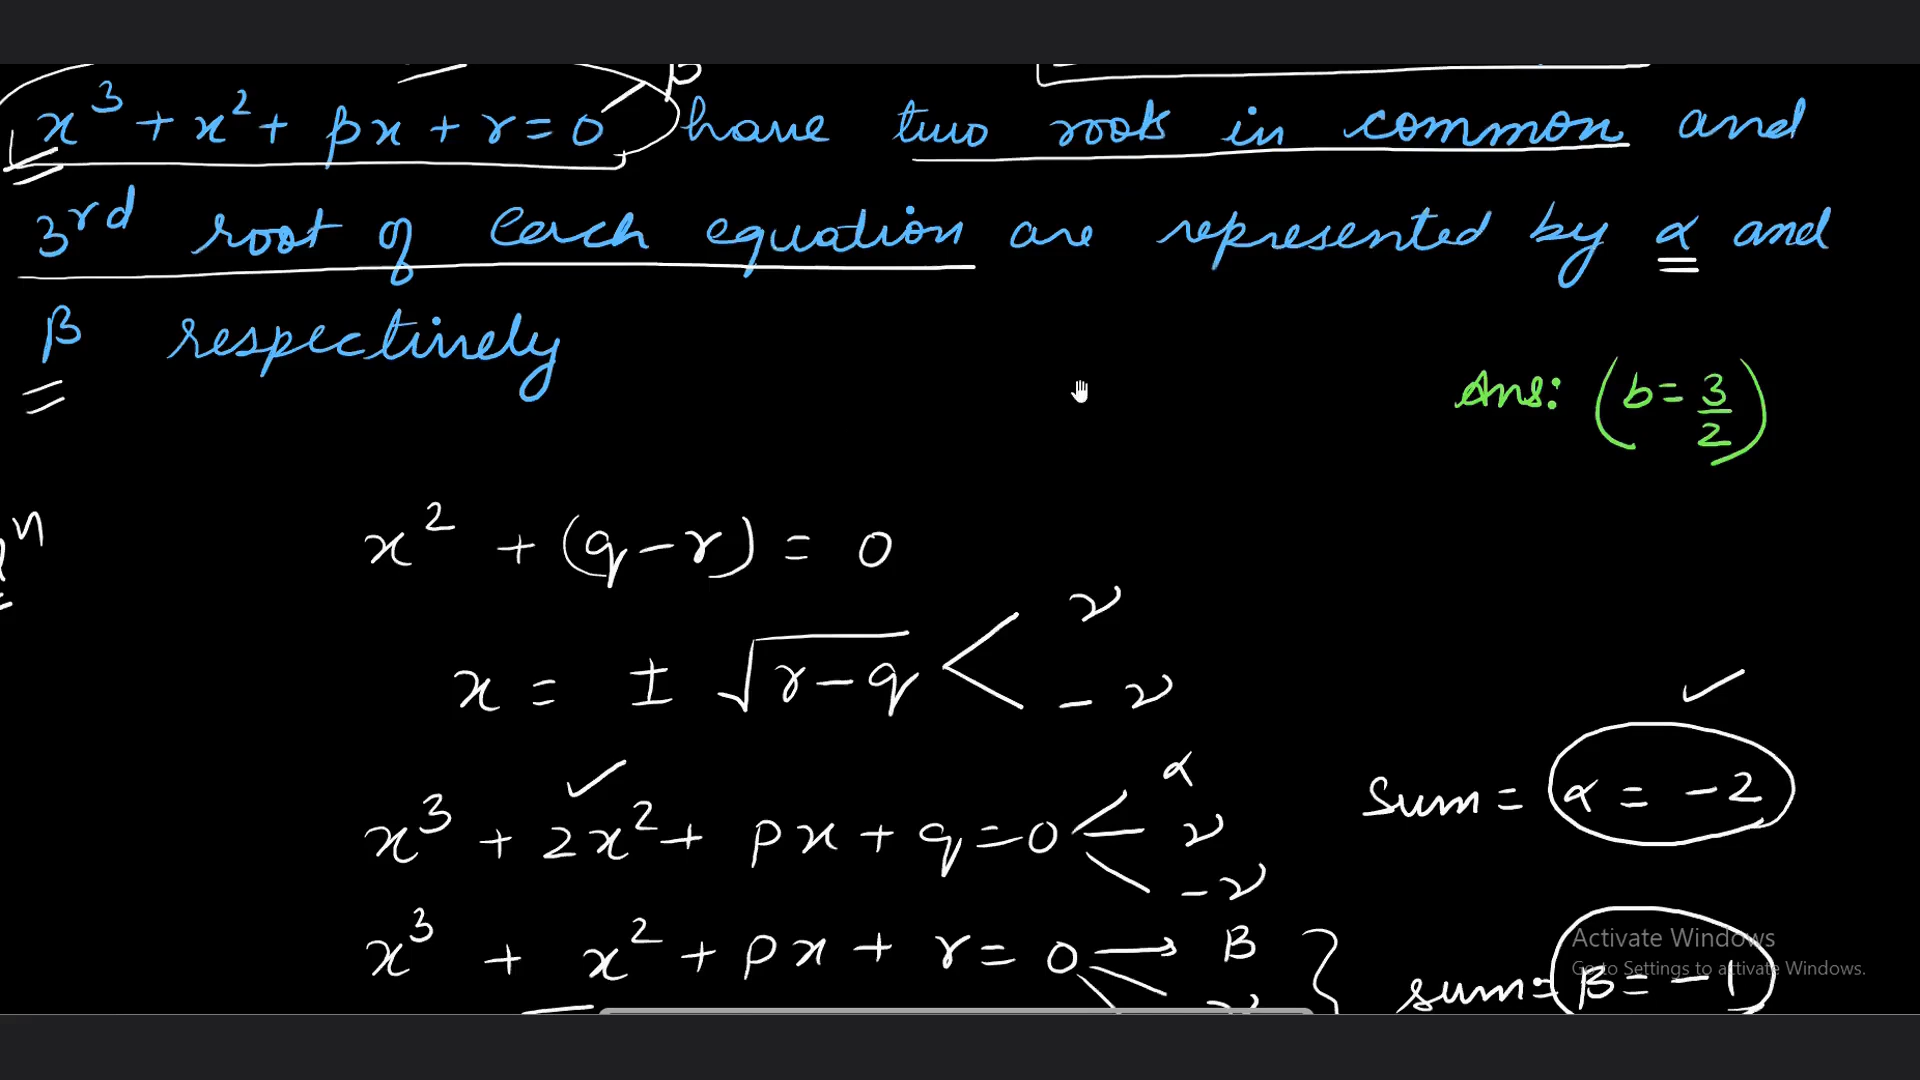 β
x³ + x² + px + r = 0 have two roots in common and
3rd root of each equation are represented by α and
β respectively
Ans: (b = 3/2)
x² + (q - r) = 0
x = ± √r - q < ν
- ν
x³ + 2x² + px + q = 0 α
ν
- ν
sum = α = -2
x³ + x² + px + r = 0 → β
sum = β = -1
Activate Windows
Go to Settings to activate Windows.